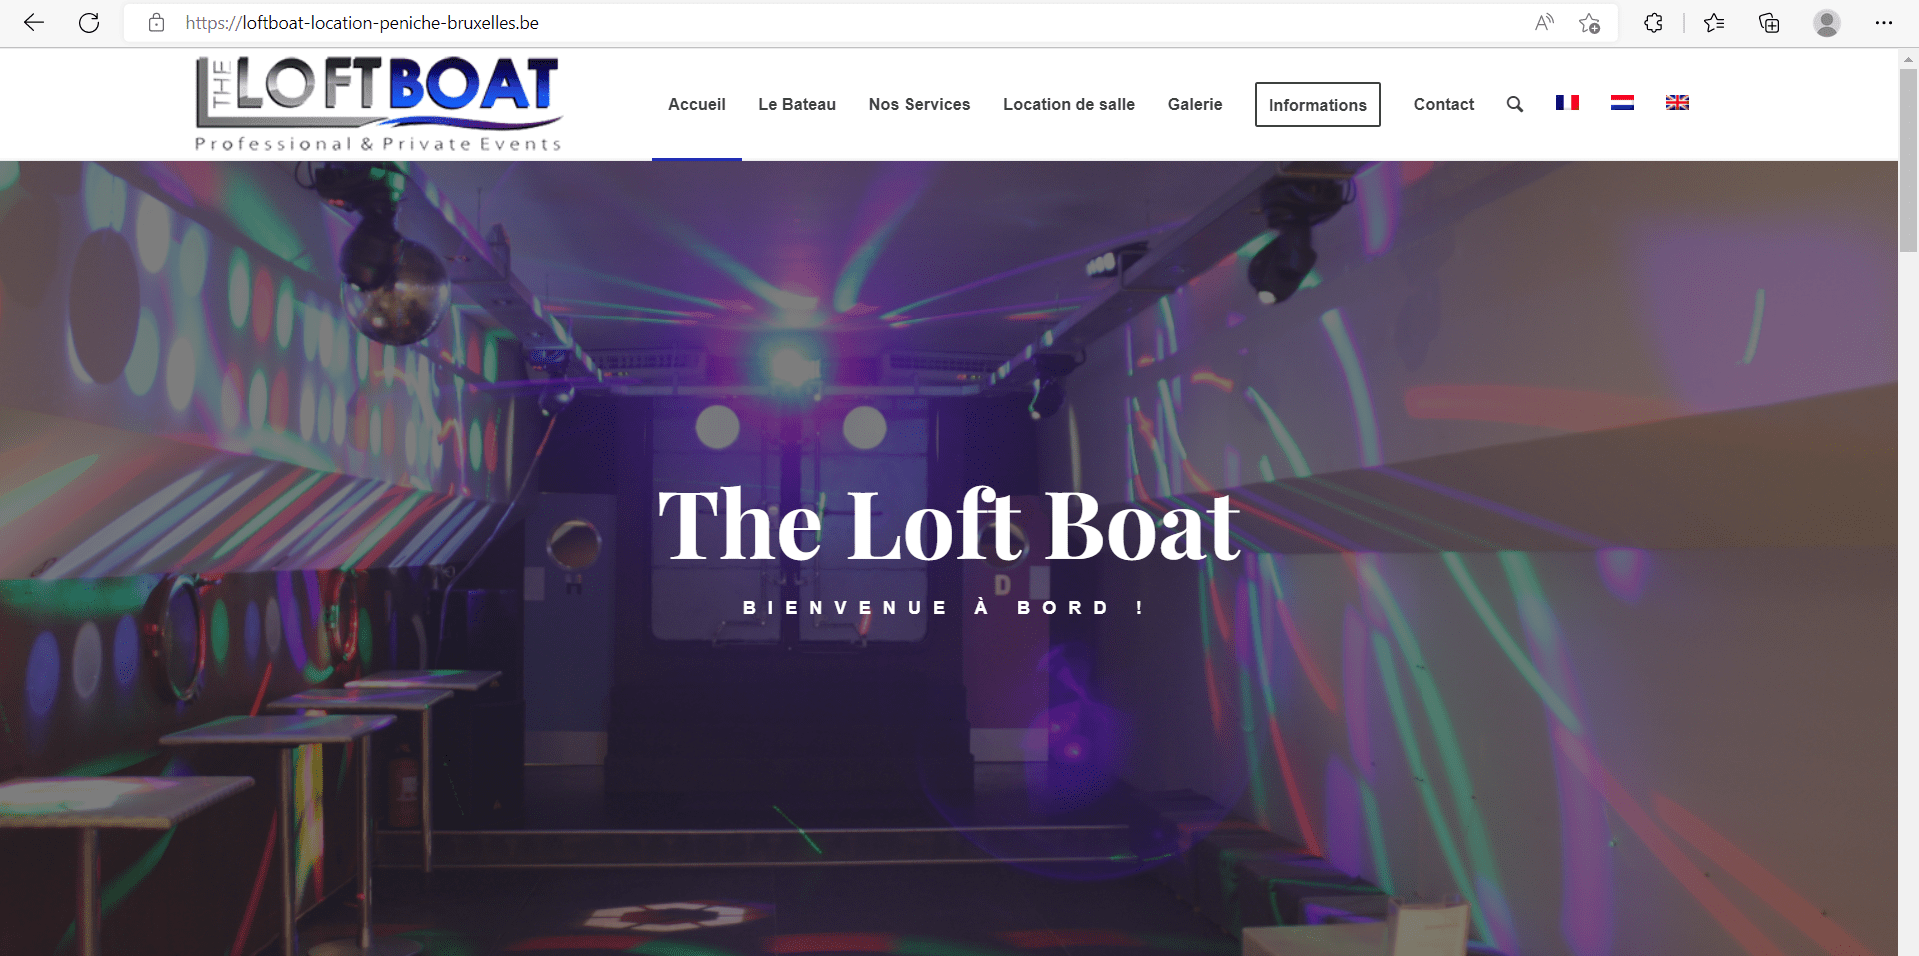 https://loftboat-location-peniche-bruxelles.be
THE LOFTBOAT
Professional & Private Events
Accueil Le Bateau Nos Services Location de salle Galerie Informations Contact
The Loft Boat
BIENVENUE À BORD !
H
D